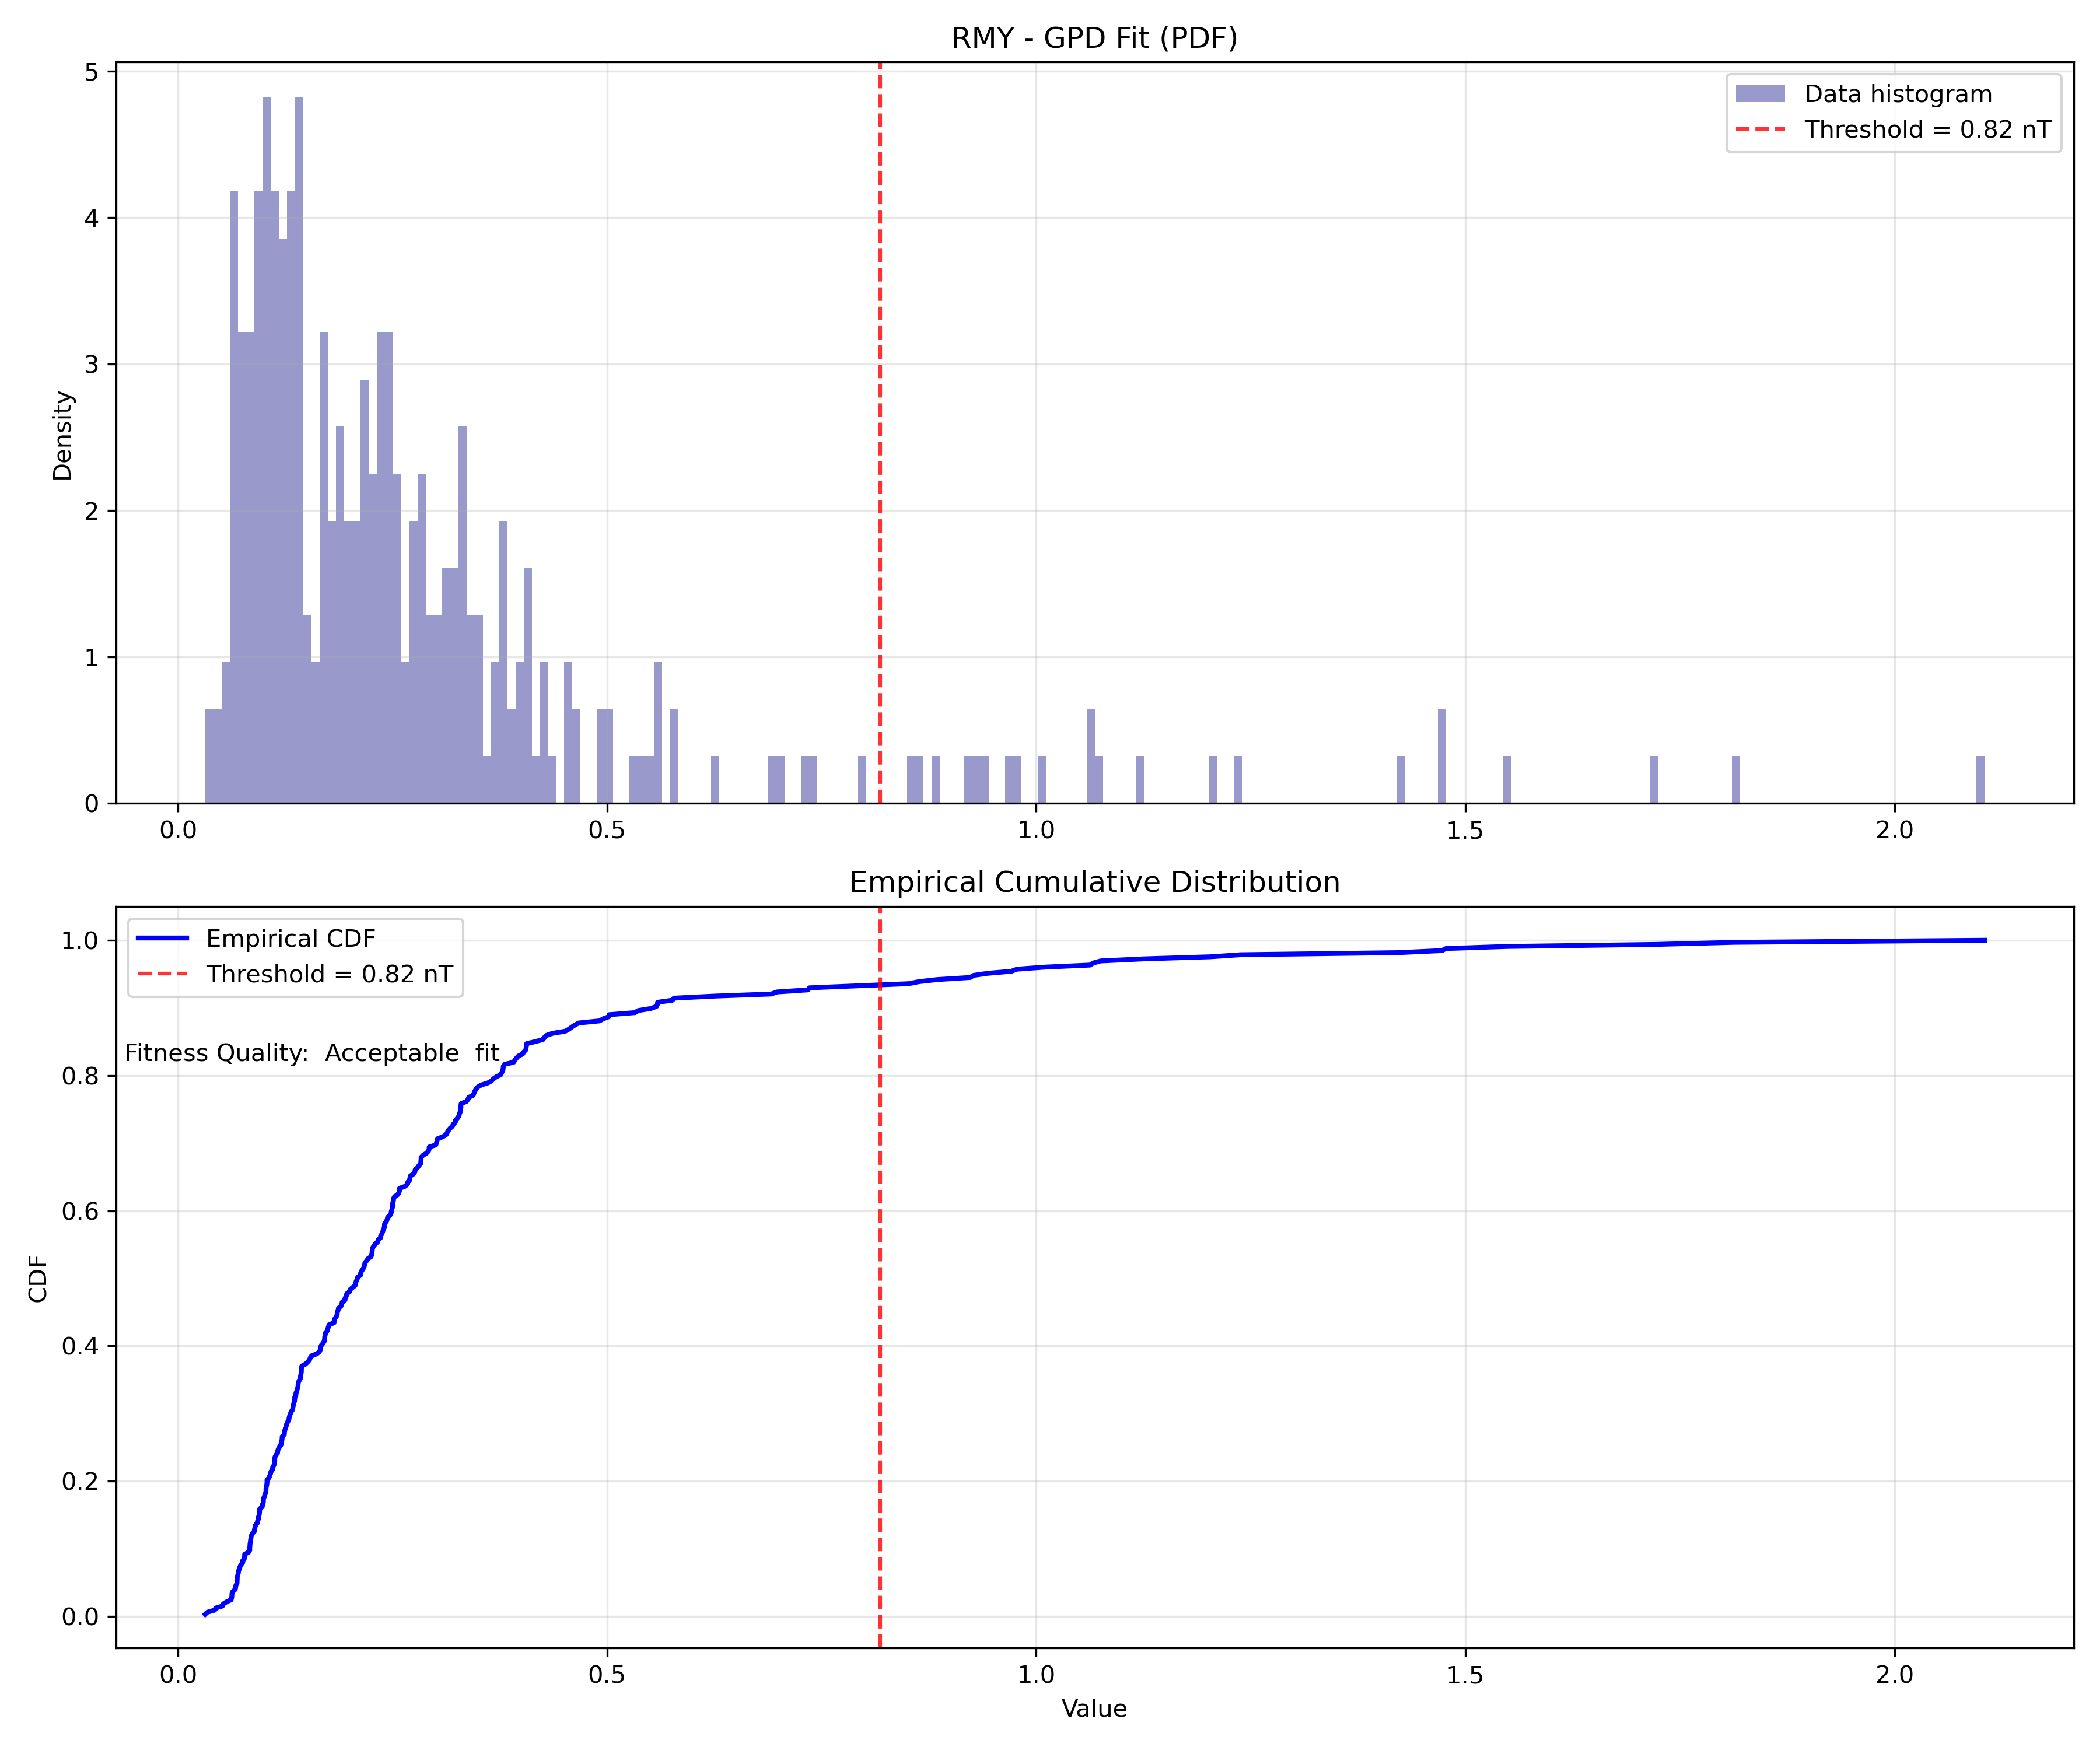 RMY - GPD Fit (PDF)
5
4
3
2
1
0
Density
Data histogram
Threshold = 0.82 nT
0.0 0.5 1.0 1.5 2.0
Empirical Cumulative Distribution
1.0
0.8
0.6
0.4
0.2
0.0
CDF
Empirical CDF
Threshold = 0.82 nT
Fitness Quality: Acceptable fit
0.0 0.5 1.0 1.5 2.0
Value